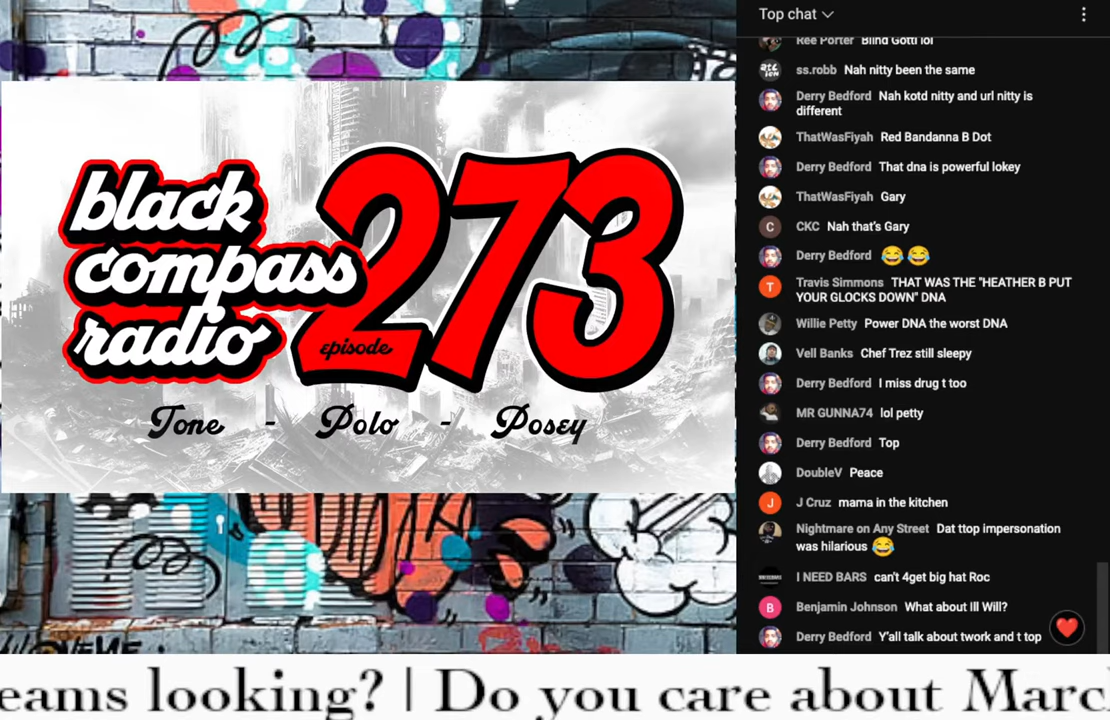 Top chat
Ree Porter Blind Gotti lol
ss.robb Nah nitty been the same
Derry Bedford Nah kotd nitty and url nitty is
different
ThatWasFiyah Red Bandanna B Dot
Derry Bedford That dna is powerful lokey
ThatWasFiyah Gary
C CKC Nah that's Gary
Derry Bedford 😂😂
T Travis Simmons THAT WAS THE "HEATHER B PUT
YOUR GLOCKS DOWN" DNA
Willie Petty Power DNA the worst DNA
Vell Banks Chef Trez still sleepy
Derry Bedford I miss drug t too
MR GUNNA74 lol petty
Derry Bedford Top
DoubleV Peace
J J Cruz mama in the kitchen
Nightmare on Any Street Dat ttop impersonation
was hilarious 😂
I NEED BARS can't 4get big hat Roc
B Benjamin Johnson What about Ill Will?
Derry Bedford Y'all talk about twork and t top
black
compass
radio
273
episode
Tone - Polo - Posey
eams looking? | Do you care about Marc